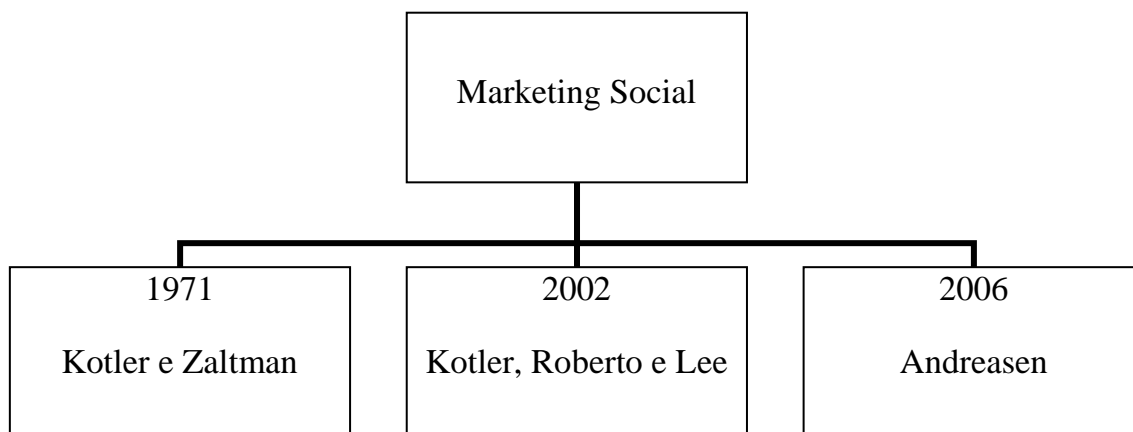 Marketing Social
1971
Kotler e Zaltman
2002
Kotler, Roberto e Lee
2006
Andreasen